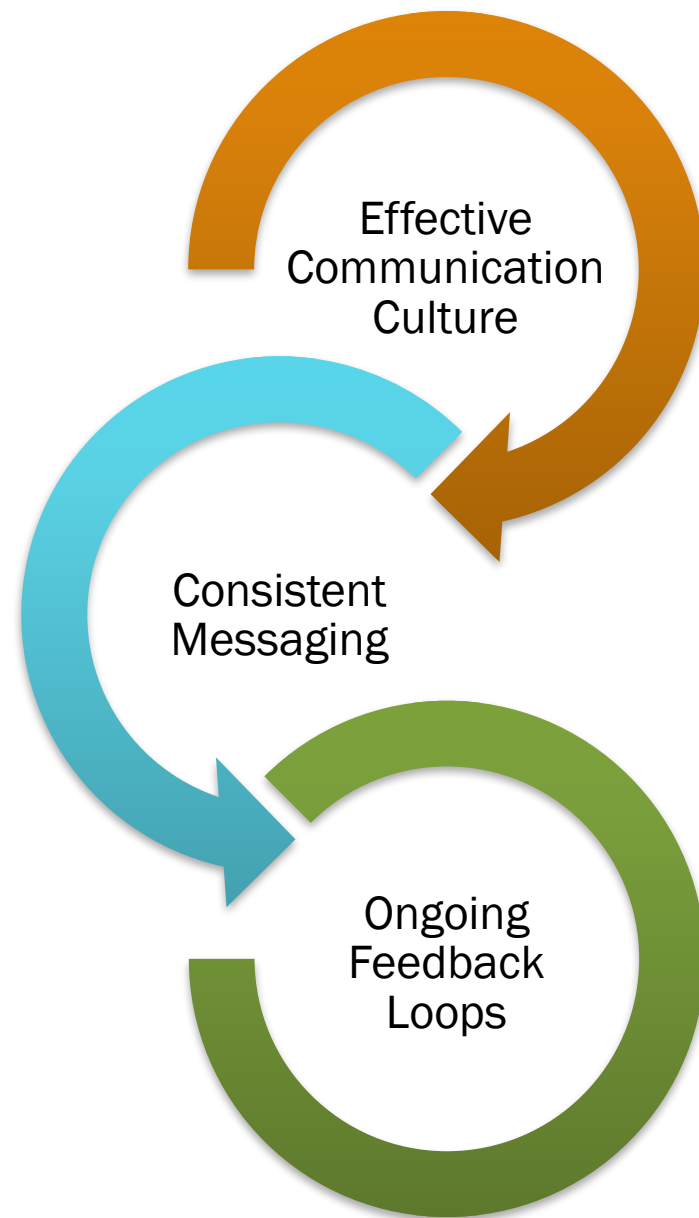 Effective
Communication
Culture
Consistent
Messaging
Ongoing
Feedback
Loops